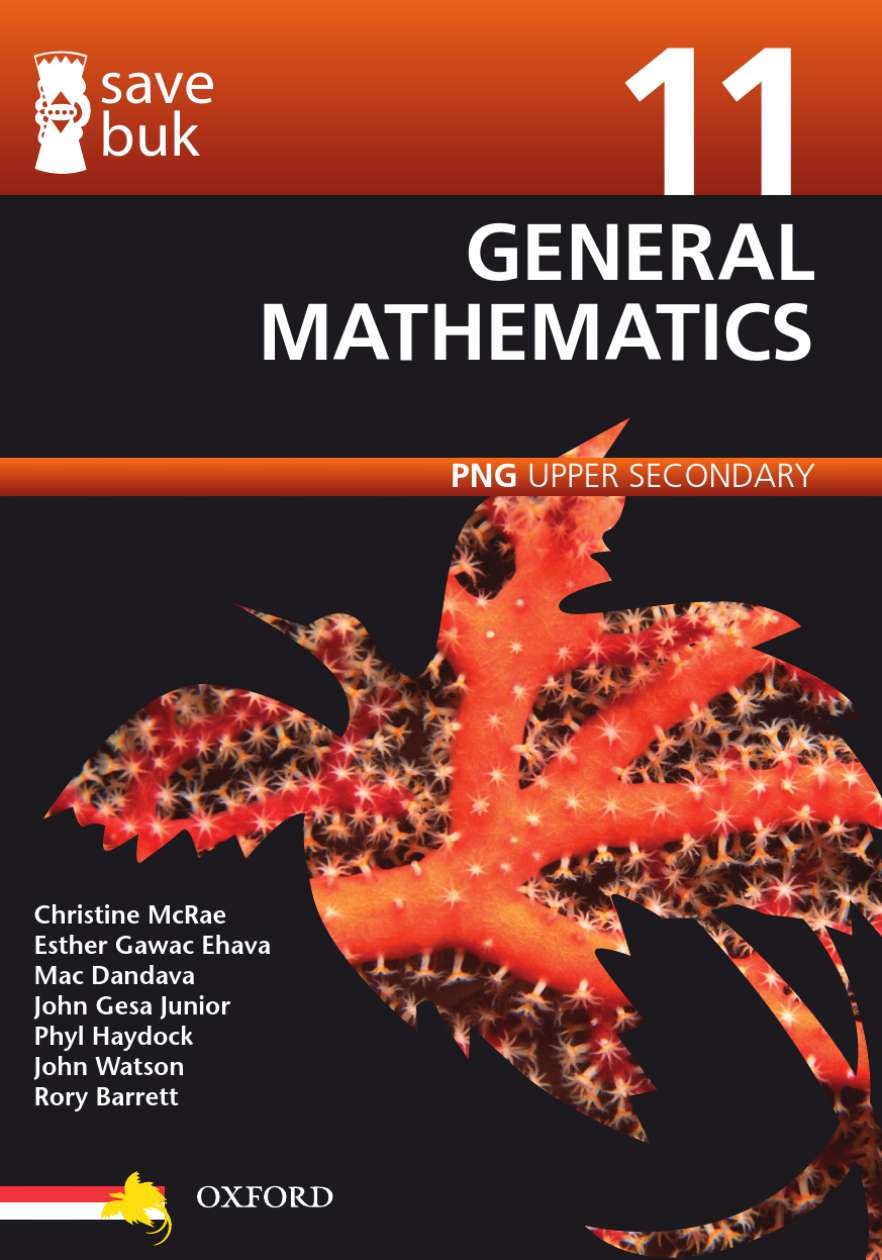 save
buk
11
GENERAL
MATHEMATICS
PNG UPPER SECONDARY
Christine McRae
Esther Gawac Ehava
Mac Dandava
John Gesa Junior
Phyl Haydock
John Watson
Rory Barrett
OXFORD